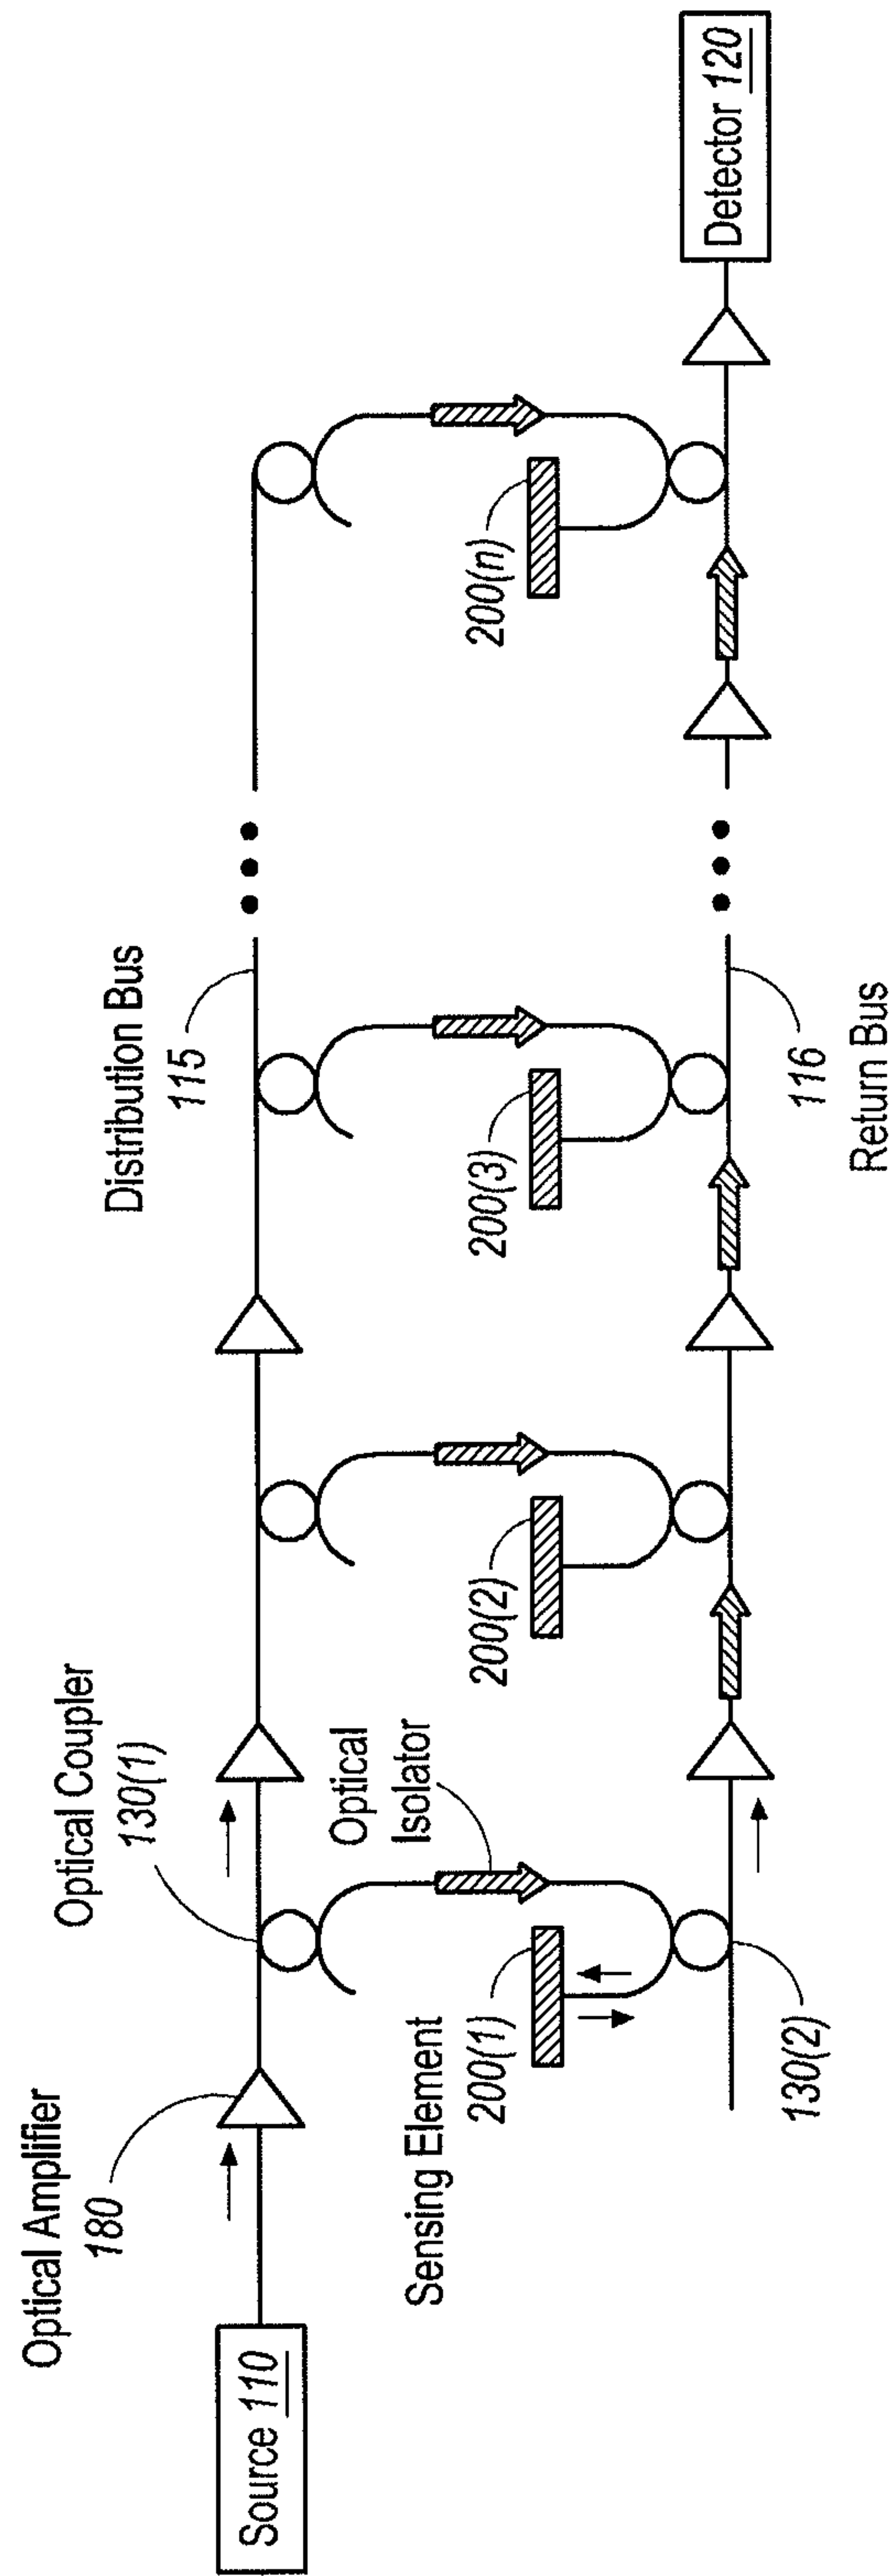 Source 110
Optical Amplifier
180
Optical Coupler
130(1)
Distribution Bus
115
Optical
Isolator
Sensing Element
200(1)
200(2)
200(3)
200(n)
130(2)
116
Return Bus
Detector 120